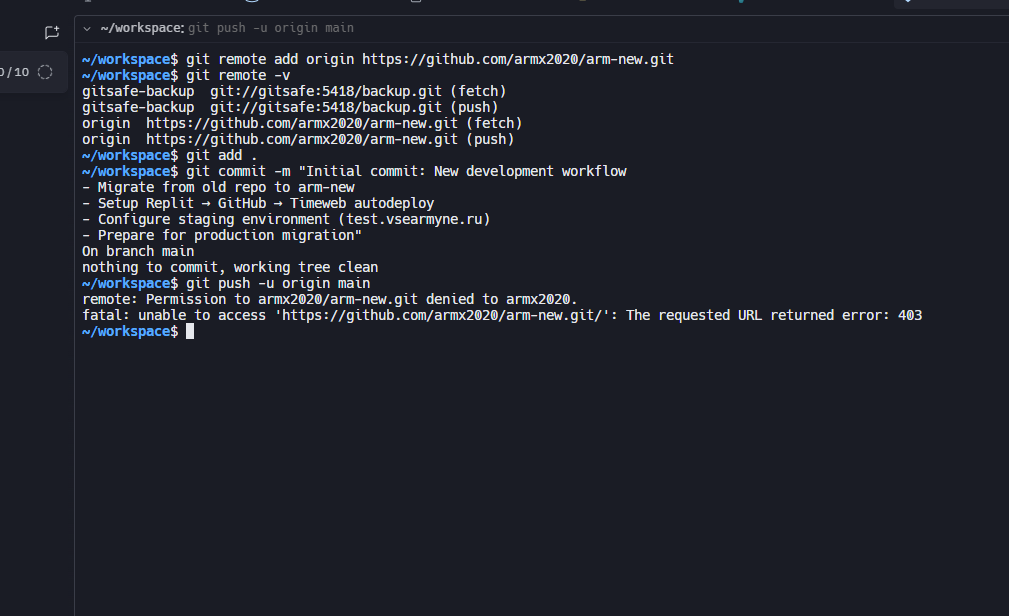 ~/workspace: git push -u origin main
0/10
~/workspace$ git remote add origin https://github.com/armx2020/arm-new.git
~/workspace$ git remote -v
gitsafe-backup  git://gitsafe:5418/backup.git (fetch)
gitsafe-backup  git://gitsafe:5418/backup.git (push)
origin  https://github.com/armx2020/arm-new.git (fetch)
origin  https://github.com/armx2020/arm-new.git (push)
~/workspace$ git add .
~/workspace$ git commit -m "Initial commit: New development workflow
- Migrate from old repo to arm-new
- Setup Replit → GitHub → Timeweb autodeploy
- Configure staging environment (test.vsearmyne.ru)
- Prepare for production migration"
On branch main
nothing to commit, working tree clean
~/workspace$ git push -u origin main
remote: Permission to armx2020/arm-new.git denied to armx2020.
fatal: unable to access 'https://github.com/armx2020/arm-new.git/': The requested URL returned error: 403
~/workspace$